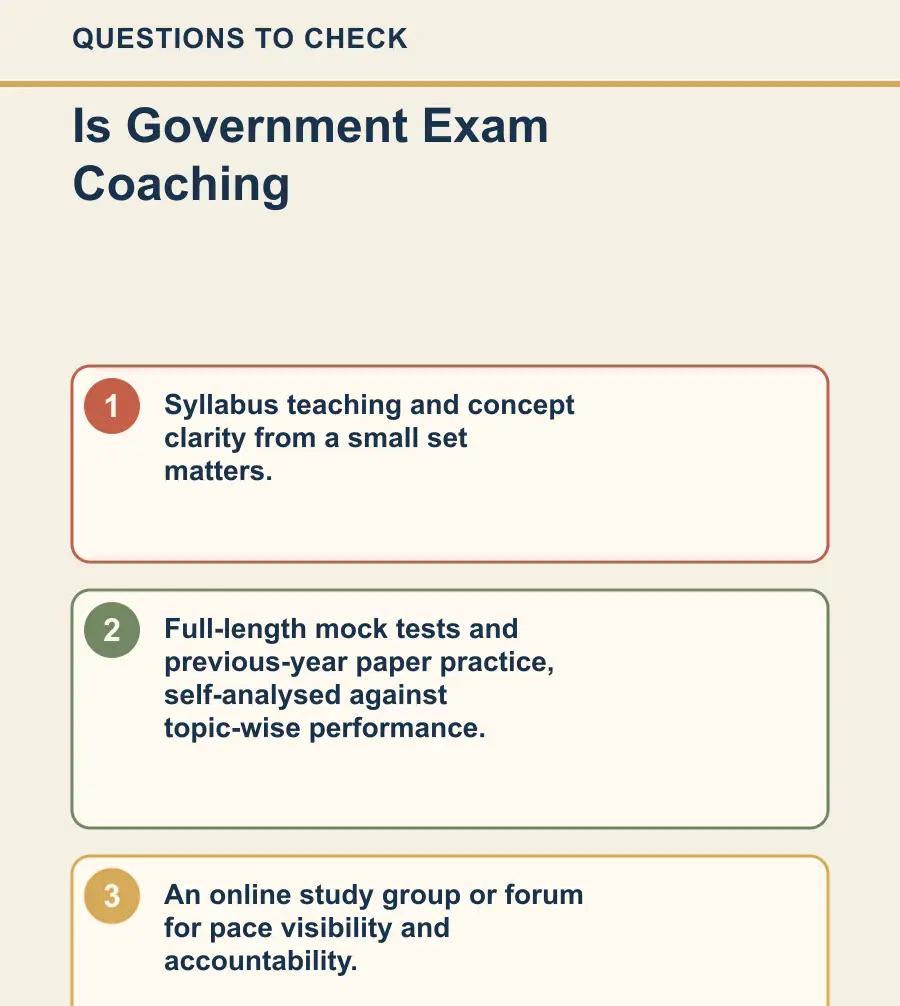 QUESTIONS TO CHECK
Is Government Exam
Coaching
1
Syllabus teaching and concept
clarity from a small set
matters.
2
Full-length mock tests and
previous-year paper practice,
self-analysed against
topic-wise performance.
3
An online study group or forum
for pace visibility and
accountability.